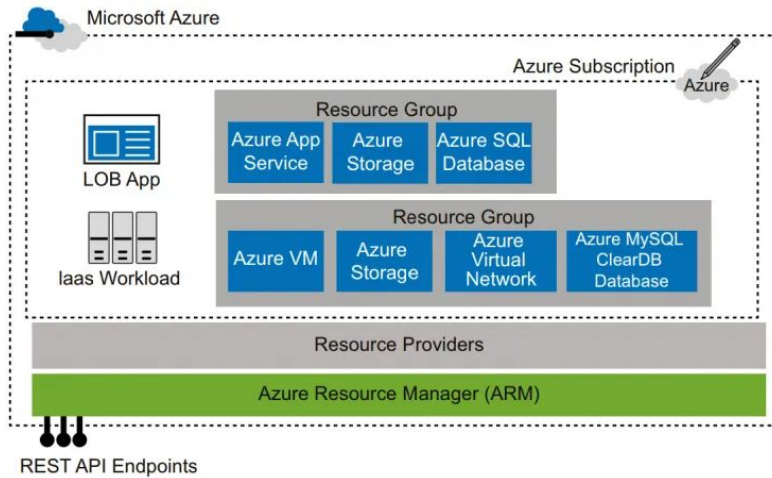 Microsoft Azure
Azure Subscription
Azure
Resource Group
Azure App
Service
Azure
Storage
Azure SQL
Database
LOB App
Resource Group
Azure VM
Azure
Storage
Azure
Virtual
Network
Azure MySQL
ClearDB
Database
Iaas Workload
Resource Providers
Azure Resource Manager (ARM)
REST API Endpoints